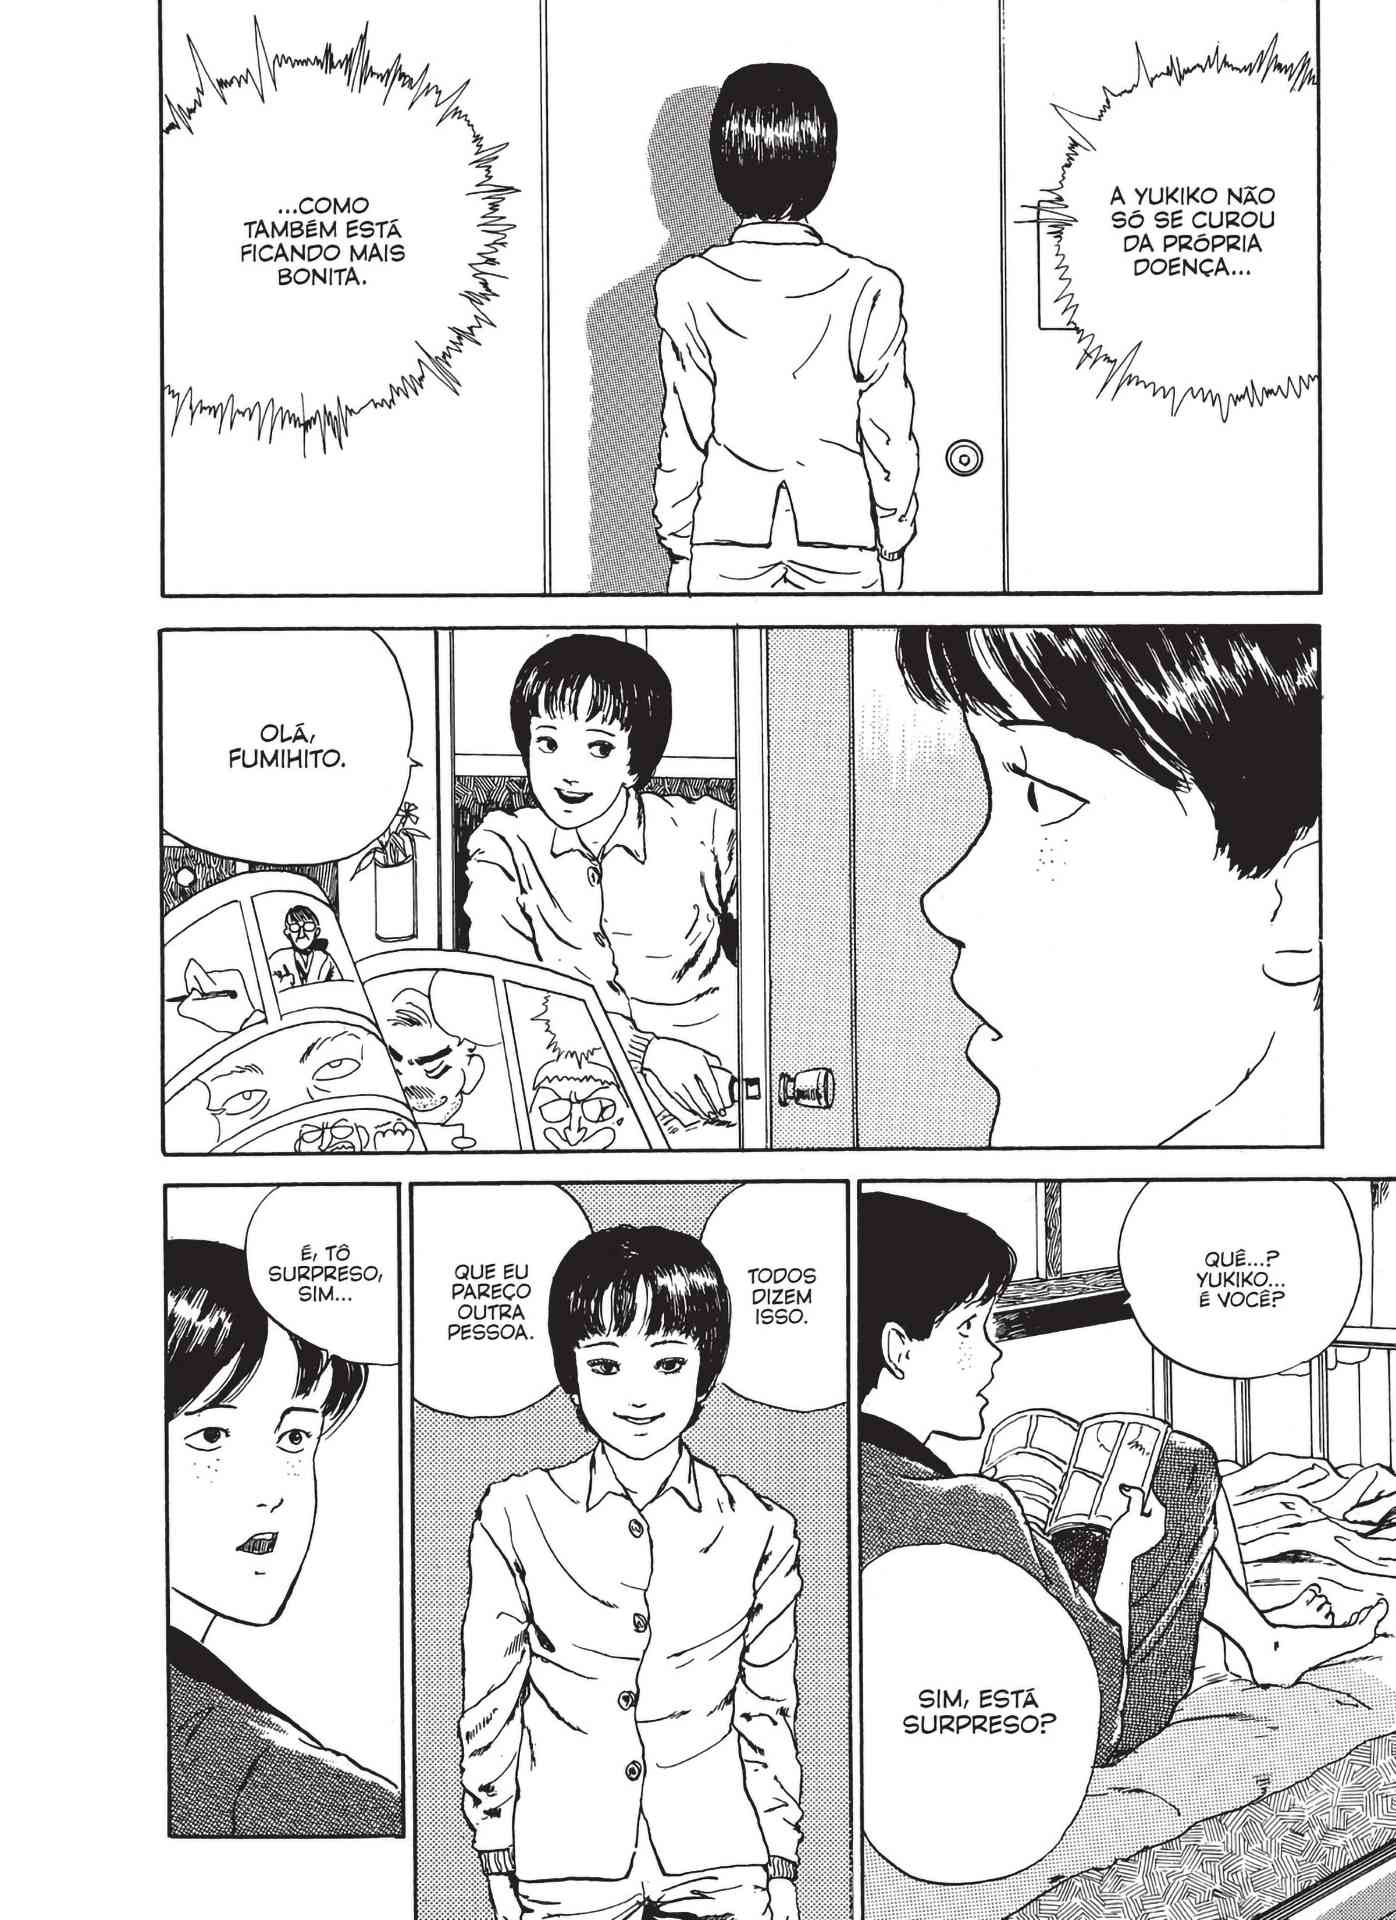 A YUKIKO NÃO
SÓ SE CUROU
DA PRÓPRIA
DOENÇA...
...COMO
TAMBÉM ESTÁ
FICANDO MAIS
BONITA.
OLÁ,
FUMIHITO.
QUÊ...?
YUKIKO...
É VOCÊ?
SIM, ESTÁ
SURPRESO?
TODOS
DIZEM
ISSO.
QUE EU
PAREÇO
OUTRA
PESSOA.
É, TÔ
SURPRESO,
SIM...